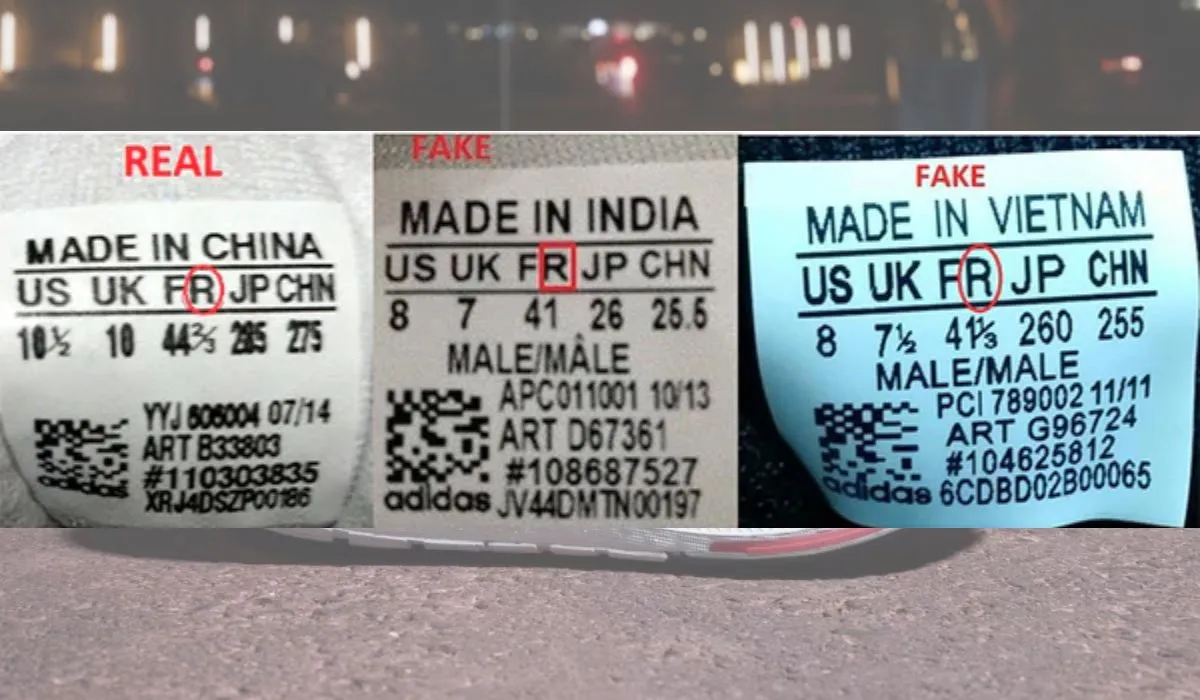 REAL
MADE IN CHINA
US UK FR JP CHN
10½ 10 44⅔ 285 275
YYJ 606004 07/14
ART B33803
#110303835
XRJ4DSZP00186
adidas
FAKE
MADE IN INDIA
US UK FR JP CHN
8 7 41 26 25.5
MALE/MÂLE
APC011001 10/13
ART D67361
#108687527
JV44DMTN00197
adidas
FAKE
MADE IN VIETNAM
US UK FR JP CHN
8 7½ 41⅓ 260 255
MALE/MALE
PCI 789002 11/11
ART G96724
#104625812
6CDBD02B00065
adidas